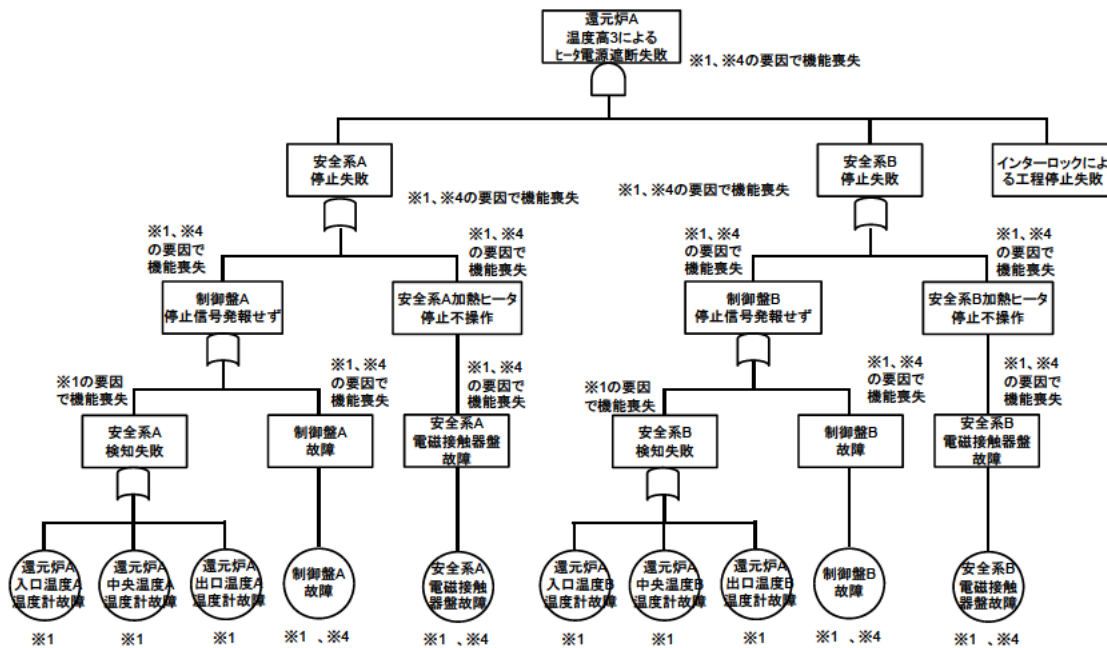 還元炉A
温度高3による
ヒータ電源遮断失敗
※1、※4の要因で機能喪失
安全系A
停止失敗
※1、※4の要因で機能喪失
安全系B
停止失敗
※1、※4の要因で機能喪失
インターロックによ
る工程停止失敗
※1、※4
の要因で
機能喪失
※1、※4
の要因で
機能喪失
※1、※4
の要因で
機能喪失
※1、※4
の要因で
機能喪失
制御盤A
停止信号発報せず
安全系A加熱ヒータ
停止不操作
制御盤B
停止信号発報せず
安全系B加熱ヒータ
停止不操作
※1の要因
で機能喪失
※1、※4
の要因で
機能喪失
※1、※4
の要因で
機能喪失
※1の要因
で機能喪失
※1、※4
の要因で
機能喪失
※1、※4
の要因で
機能喪失
安全系A
検知失敗
制御盤A
故障
安全系A
電磁接触器盤
故障
安全系B
検知失敗
制御盤B
故障
安全系B
電磁接触器盤
故障
還元炉A
入口温度A
温度計故障
還元炉A
中央温度A
温度計故障
還元炉A
出口温度A
温度計故障
制御盤A
故障
安全系B
電磁接触
器盤故障
還元炉A
入口温度B
温度計故障
還元炉A
中央温度B
温度計故障
還元炉A
出口温度B
温度計故障
制御盤B
故障
安全系B
電磁接触
器盤故障
※1
※1
※1
※1 、※4
※1 、※4
※1
※1
※1
※1 、※4
※1 、※4